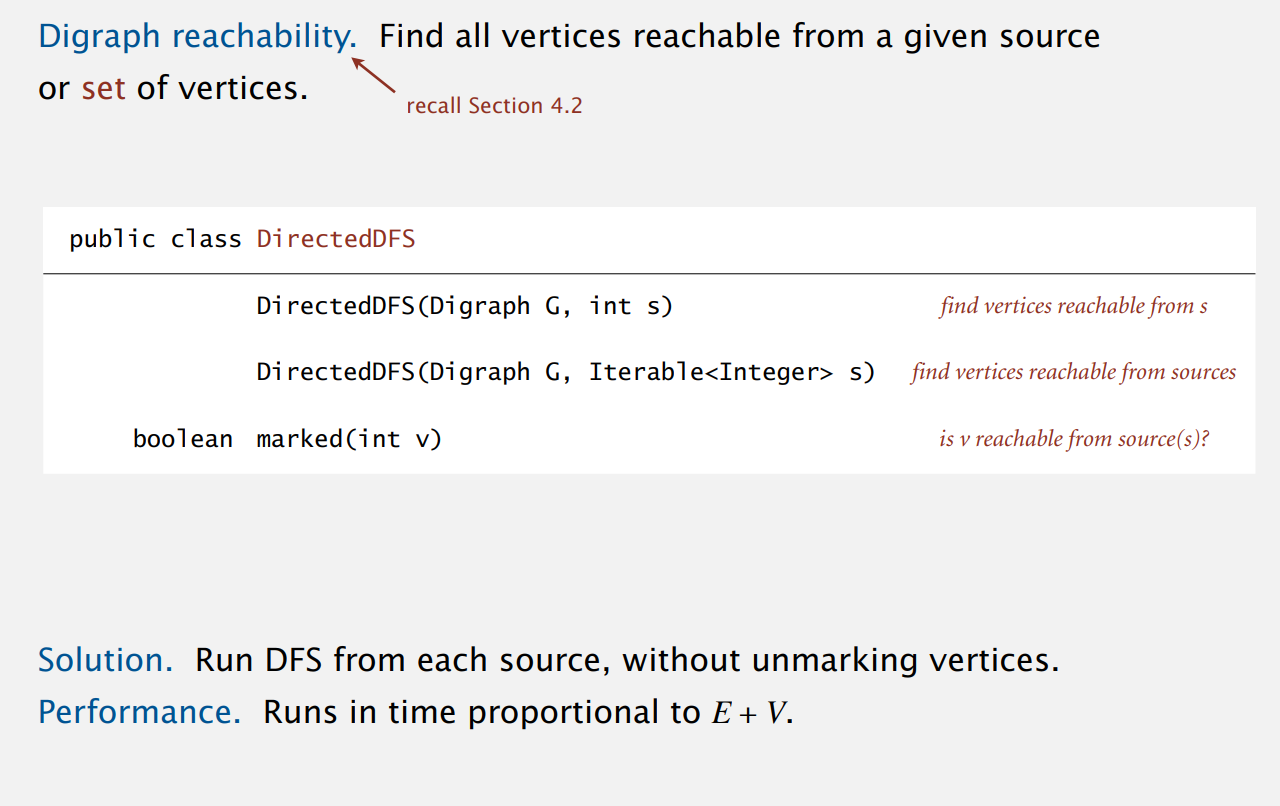 Digraph reachability. Find all vertices reachable from a given source
or set of vertices.
recall Section 4.2
public class DirectedDFS
DirectedDFS(Digraph G, int s) find vertices reachable from s
DirectedDFS(Digraph G, Iterable<Integer> s) find vertices reachable from sources
boolean marked(int v) is v reachable from source(s)?
Solution. Run DFS from each source, without unmarking vertices.
Performance. Runs in time proportional to E + V.